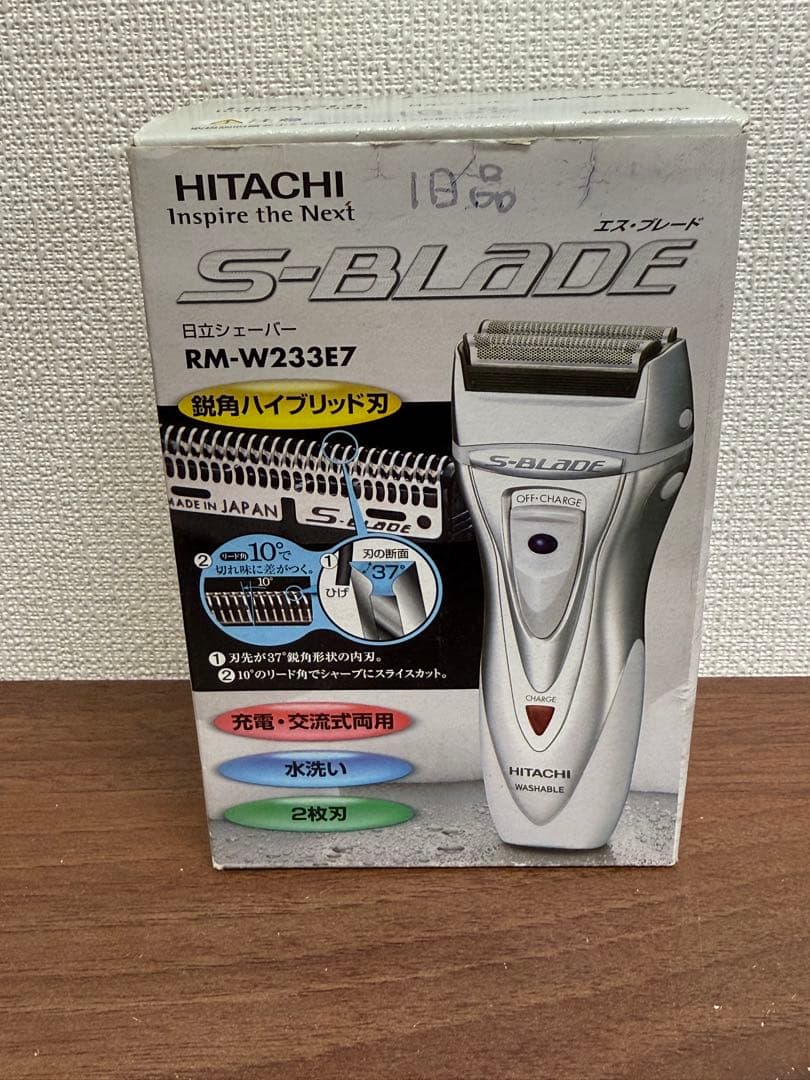 HITACHI
Inspire the Next
旧品
エス・ブレード
S-BLADE
日立シェーバー
RM-W233E7
鋭角ハイブリッド刃
MADE IN JAPAN
S-BLADE
S-BLADE
OFF・CHARGE
② リード角 10°で
切れ味に差がつく。
10°
① 刃の断面
37°
ひげ
① 刃先が37°鋭角形状の内刃。
② 10°のリード角でシャープにスライスカット。
CHARGE
充電・交流式両用
水洗い
2枚刃
HITACHI
WASHABLE